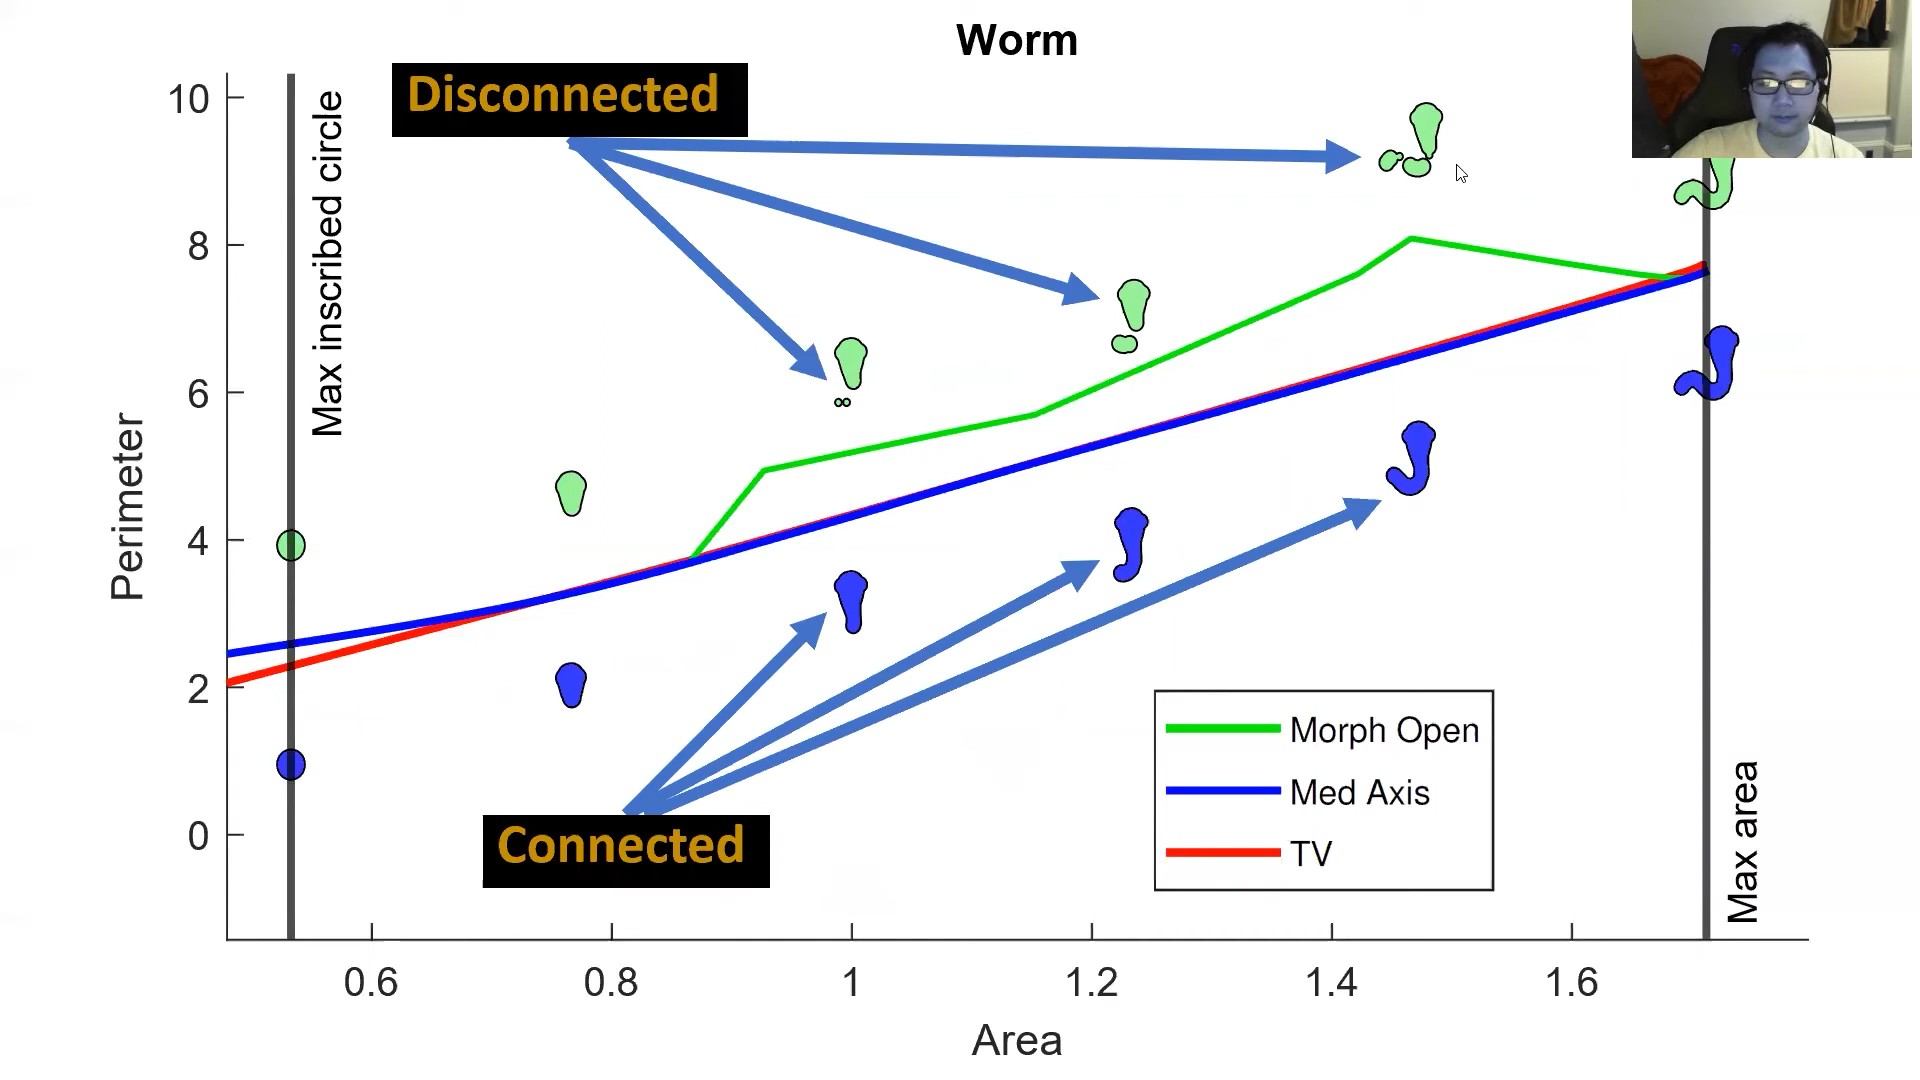 Worm
Disconnected
Max inscribed circle
10
8
6
4
2
0
Perimeter
Connected
Morph Open
Med Axis
TV
Max area
0.6
0.8
1
1.2
1.4
1.6
Area